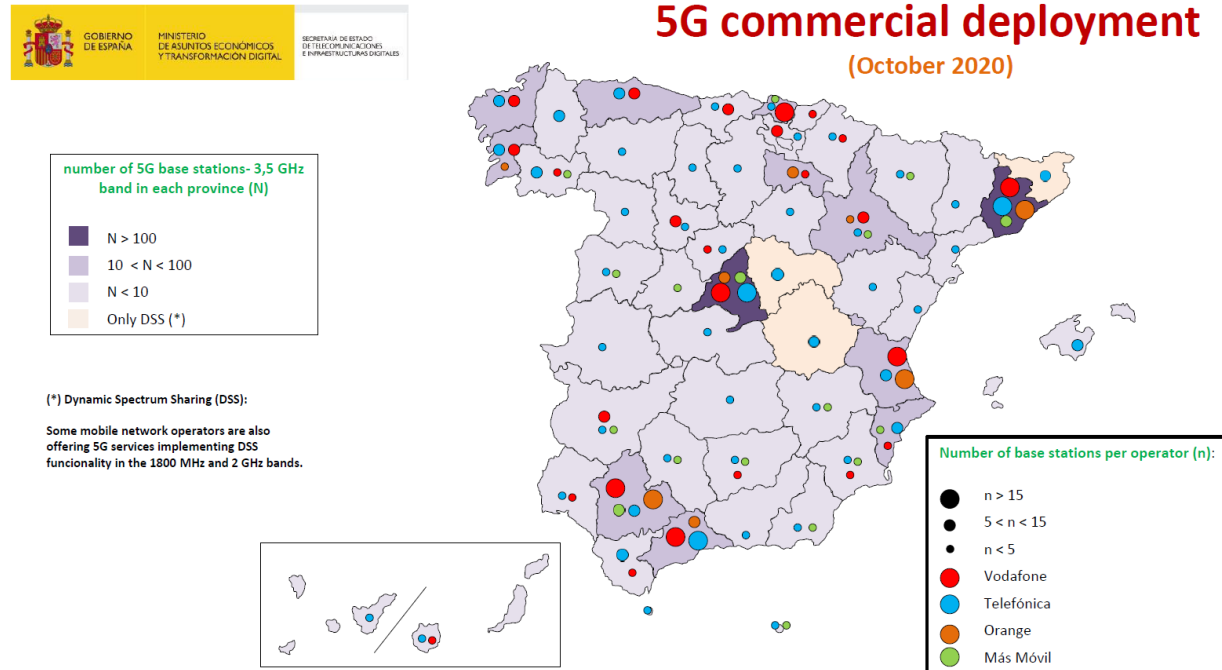 GOBIERNO
DE ESPAÑA
MINISTERIO
DE ASUNTOS ECONÓMICOS
Y TRANSFORMACIÓN DIGITAL
SECRETARÍA DE ESTADO
DE TELECOMUNICACIONES
E INFRAESTRUCTURAS DIGITALES
5G commercial deployment
(October 2020)
number of 5G base stations- 3,5 GHz
band in each province (N)
N > 100
10 < N < 100
N < 10
Only DSS (*)
(*) Dynamic Spectrum Sharing (DSS):
Some mobile network operators are also
offering 5G services implementing DSS
funcionality in the 1800 MHz and 2 GHz bands.
Number of base stations per operator (n):
n > 15
5 < n < 15
n < 5
Vodafone
Telefónica
Orange
Más Móvil